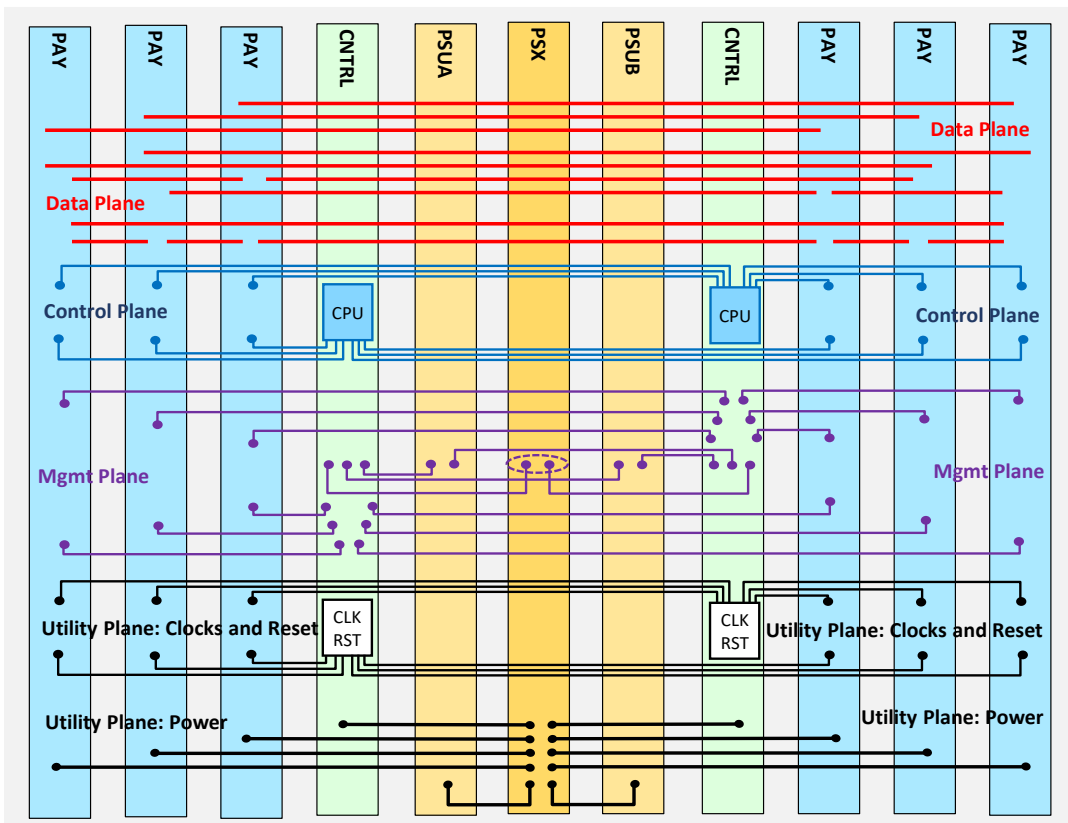 PAY
PAY
PAY
CNTRL
PSUA
PSX
PSUB
CNTRL
PAY
PAY
PAY
Data Plane
Data Plane
Control Plane
CPU
CPU
Control Plane
Mgmt Plane
Mgmt Plane
CLK
RST
CLK
RST
Utility Plane: Clocks and Reset
Utility Plane: Clocks and Reset
Utility Plane: Power
Utility Plane: Power